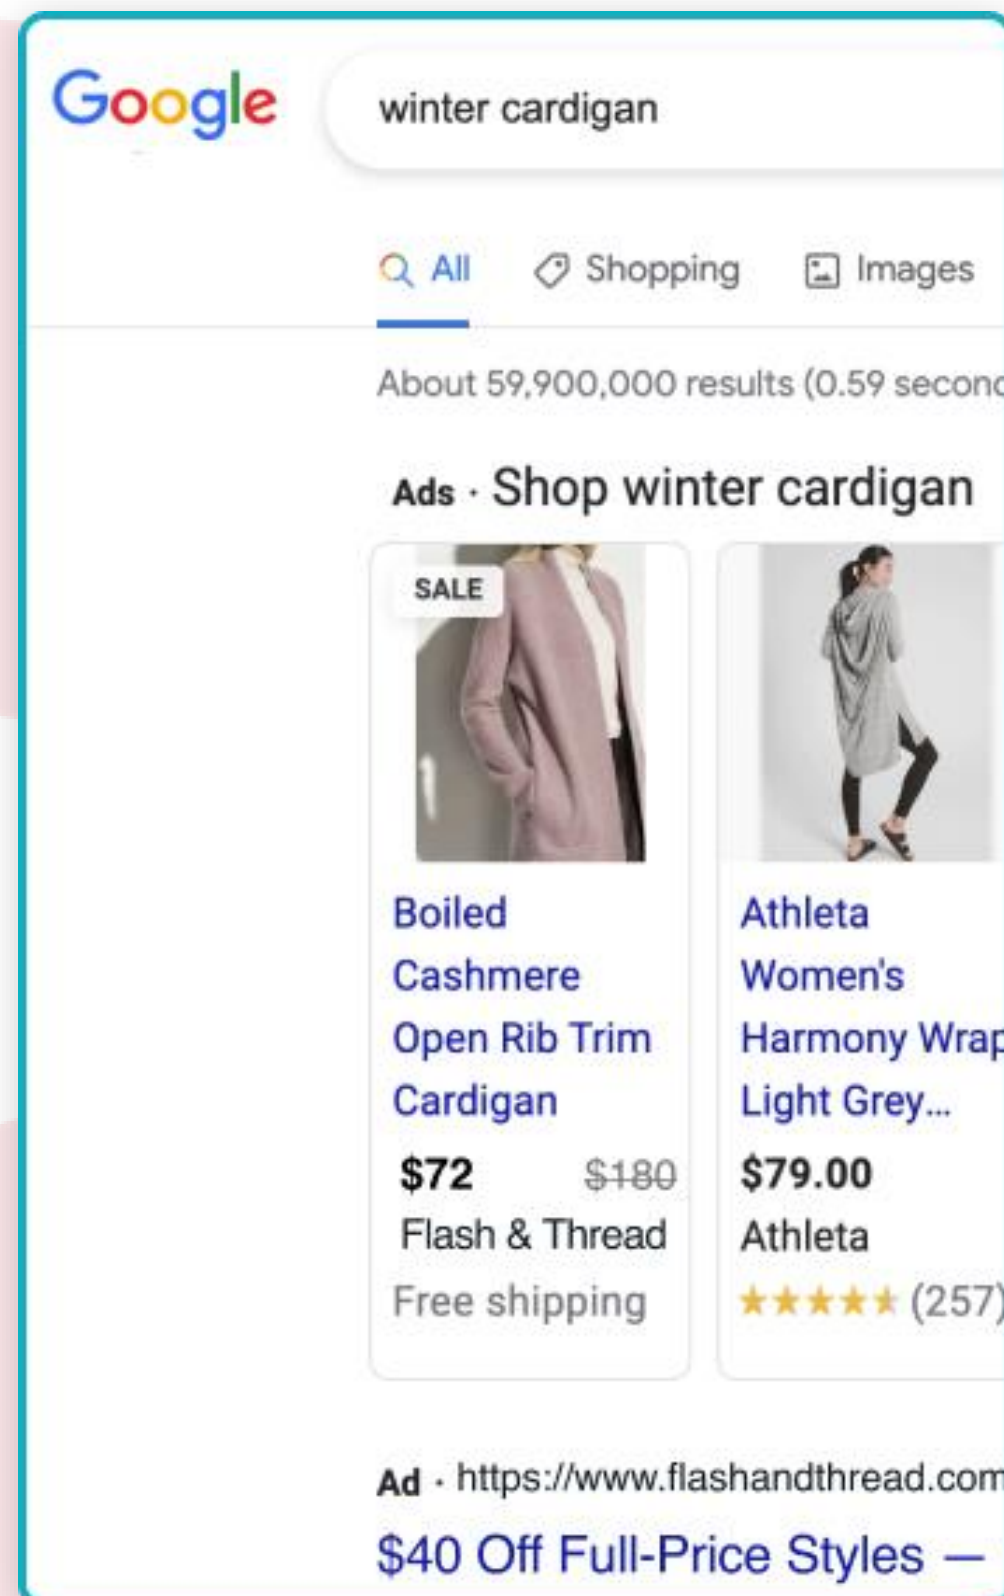 Google
winter cardigan
All Shopping Images
About 59,900,000 results (0.59
Ads · Shop winter cardigan
SALE
Boiled
Cashmere
Open Rib Trim
Cardigan
$72 $180
Flash & Thread
Free shipping
Athleta
Women's
Harmony Wrap
Light Grey...
$79.00
Athleta
(257)
Ad · https://www.flashandthread.com
$40 Off Full-Price Styles —